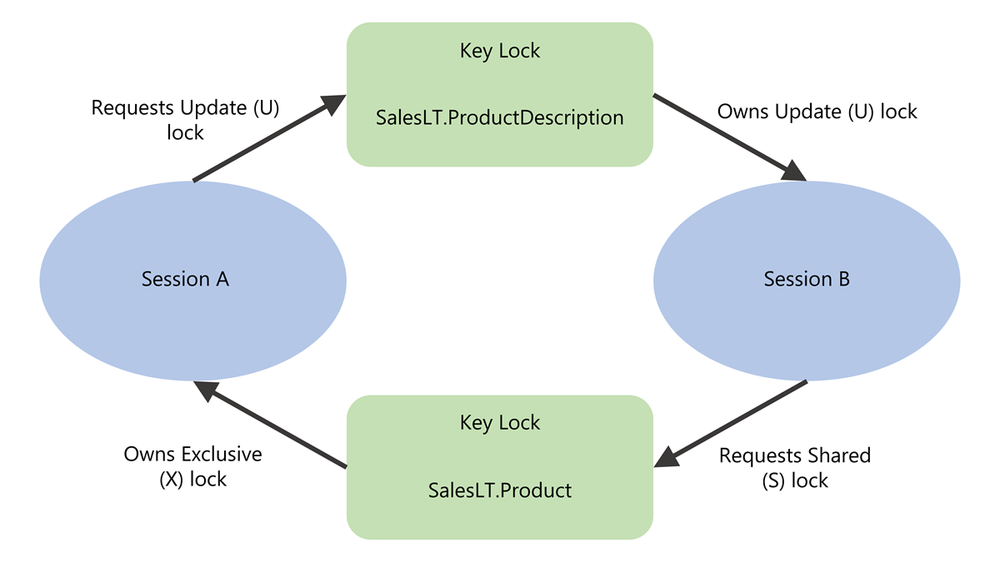 Key Lock
SalesLT.ProductDescription
Requests Update (U)
lock
Owns Update (U) lock
Session A
Session B
Key Lock
SalesLT.Product
Owns Exclusive
(X) lock
Requests Shared
(S) lock